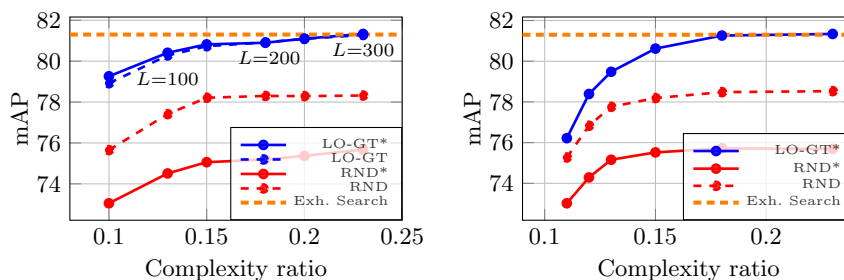 82
80
78
76
74
mAP
L=100
L=200
L=300
LO-GT*
LO-GT
RND*
RND
Exh. Search
0.1 0.15 0.2 0.25
Complexity ratio
82
80
78
76
74
mAP
LO-GT*
RND*
RND
Exh. Search
0.1 0.2
Complexity ratio